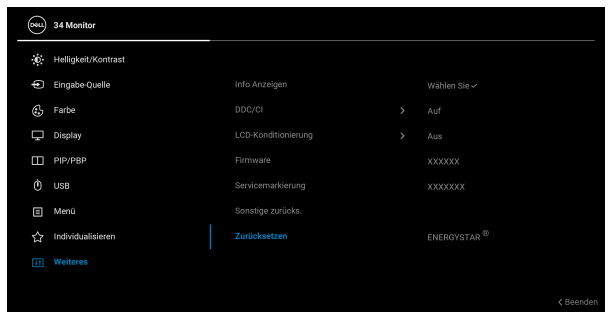 DELL 34 Monitor
Helligkeit/Kontrast
Eingabe-Quelle Info Anzeigen Wählen Sie
Farbe DDC/CI Auf
Display LCD-Konditionierung Aus
PIP/PBP Firmware XXXXXX
USB Servicemarkierung XXXXXXX
Menü Sonstige zurücks.
Individualisieren Zurücksetzen ENERGYSTAR ®
Weiteres
Beenden